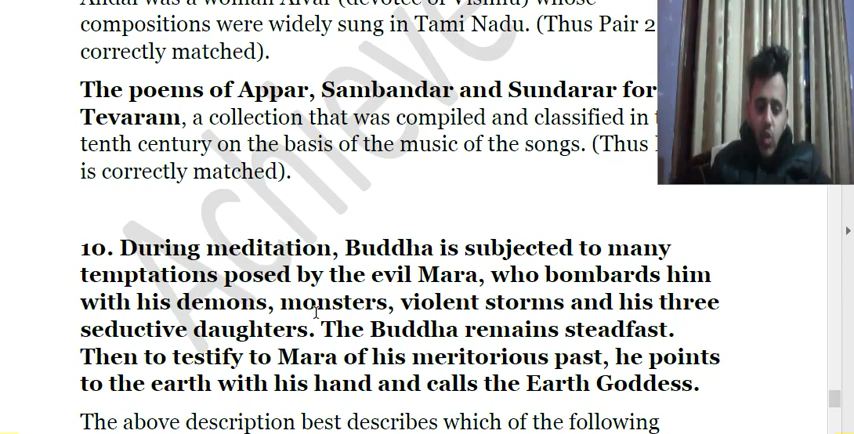 Andal was a woman Alvar (devotee of Vishnu) whose
compositions were widely sung in Tami Nadu. (Thus Pair 2
correctly matched).
The poems of Appar, Sambandar and Sundarar for
Tevaram, a collection that was compiled and classified in
tenth century on the basis of the music of the songs. (Thus
is correctly matched).
Achieve
10. During meditation, Buddha is subjected to many
temptations posed by the evil Mara, who bombards him
with his demons, monsters, violent storms and his three
seductive daughters. The Buddha remains steadfast.
Then to testify to Mara of his meritorious past, he points
to the earth with his hand and calls the Earth Goddess.
The above description best describes which of the following